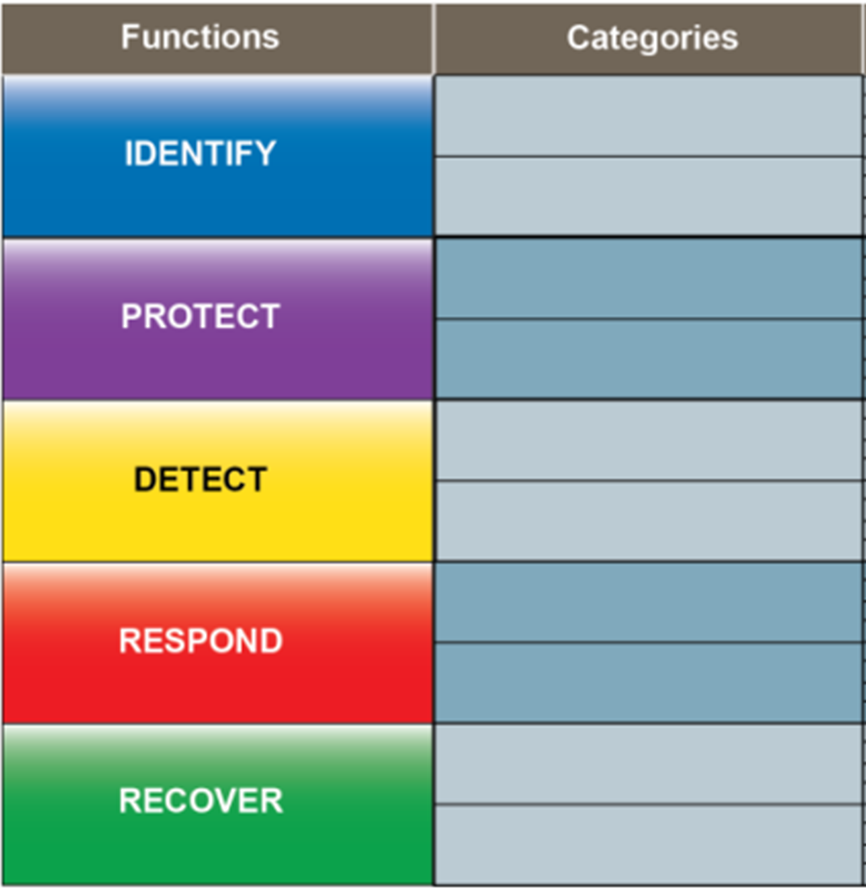 Functions
Categories
IDENTIFY
PROTECT
DETECT
RESPOND
RECOVER